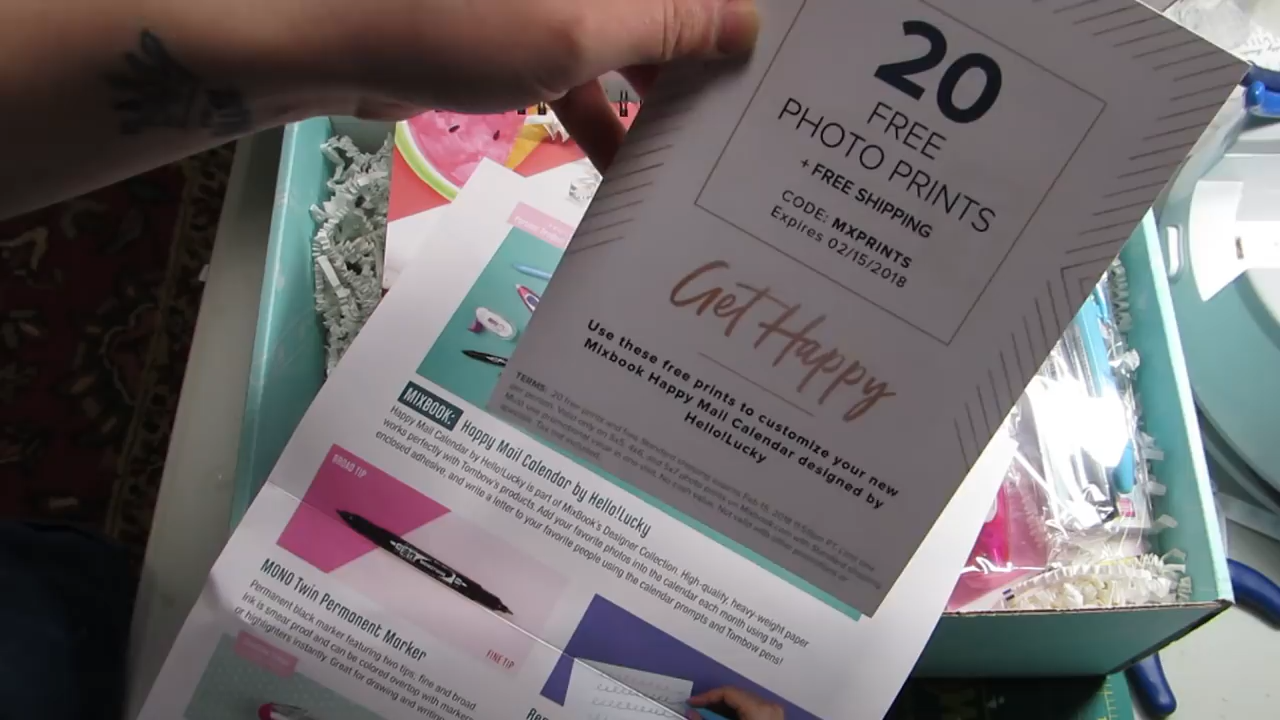 20
FREE
PHOTO PRINTS
+ FREE SHIPPING
CODE: MXPRINTS
Expires 02/15/2018
Get Happy
Use these free prints to customize your new
Mixbook Happy Mail Calendar designed by
Hello!Lucky
TERMS: 20 free prints and free
MIXBOOK: Happy Mail Calendar by Hello!Lucky
Happy Mail Calendar by Hello!Lucky is part of MixBook's Designer Collection. High-quality, heavy-weight paper
works perfectly with Tombow's products. Add your favorite photos into the calendar each month using the
enclosed adhesive, and write a letter to your favorite people using the calendar prompts and Tombow pens!
BROAD TIP
FINE TIP
MONO Twin Permanent Marker
Permanent black marker featuring two tips, fine and broad
Ink is smear proof and can be colored overtop with markers
or highlighters instantly. Great for drawing and writing